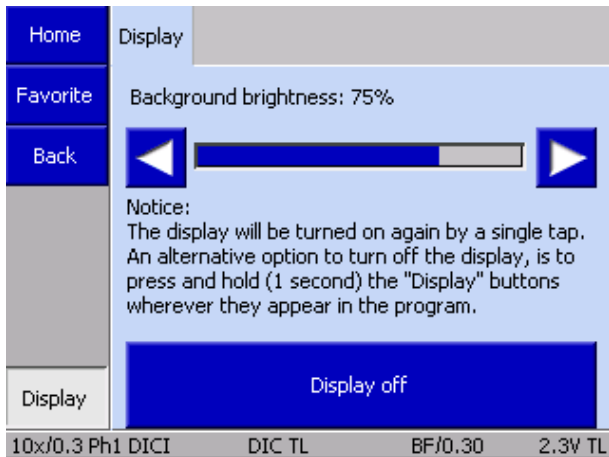 Home
Display
Favorite
Background brightness: 75%
Back
Notice:
The display will be turned on again by a single tap.
An alternative option to turn off the display, is to
press and hold (1 second) the "Display" buttons
wherever they appear in the program.
Display off
Display
10x/0.3 Ph1 DICI DIC TL BF/0.30 2.3V TL